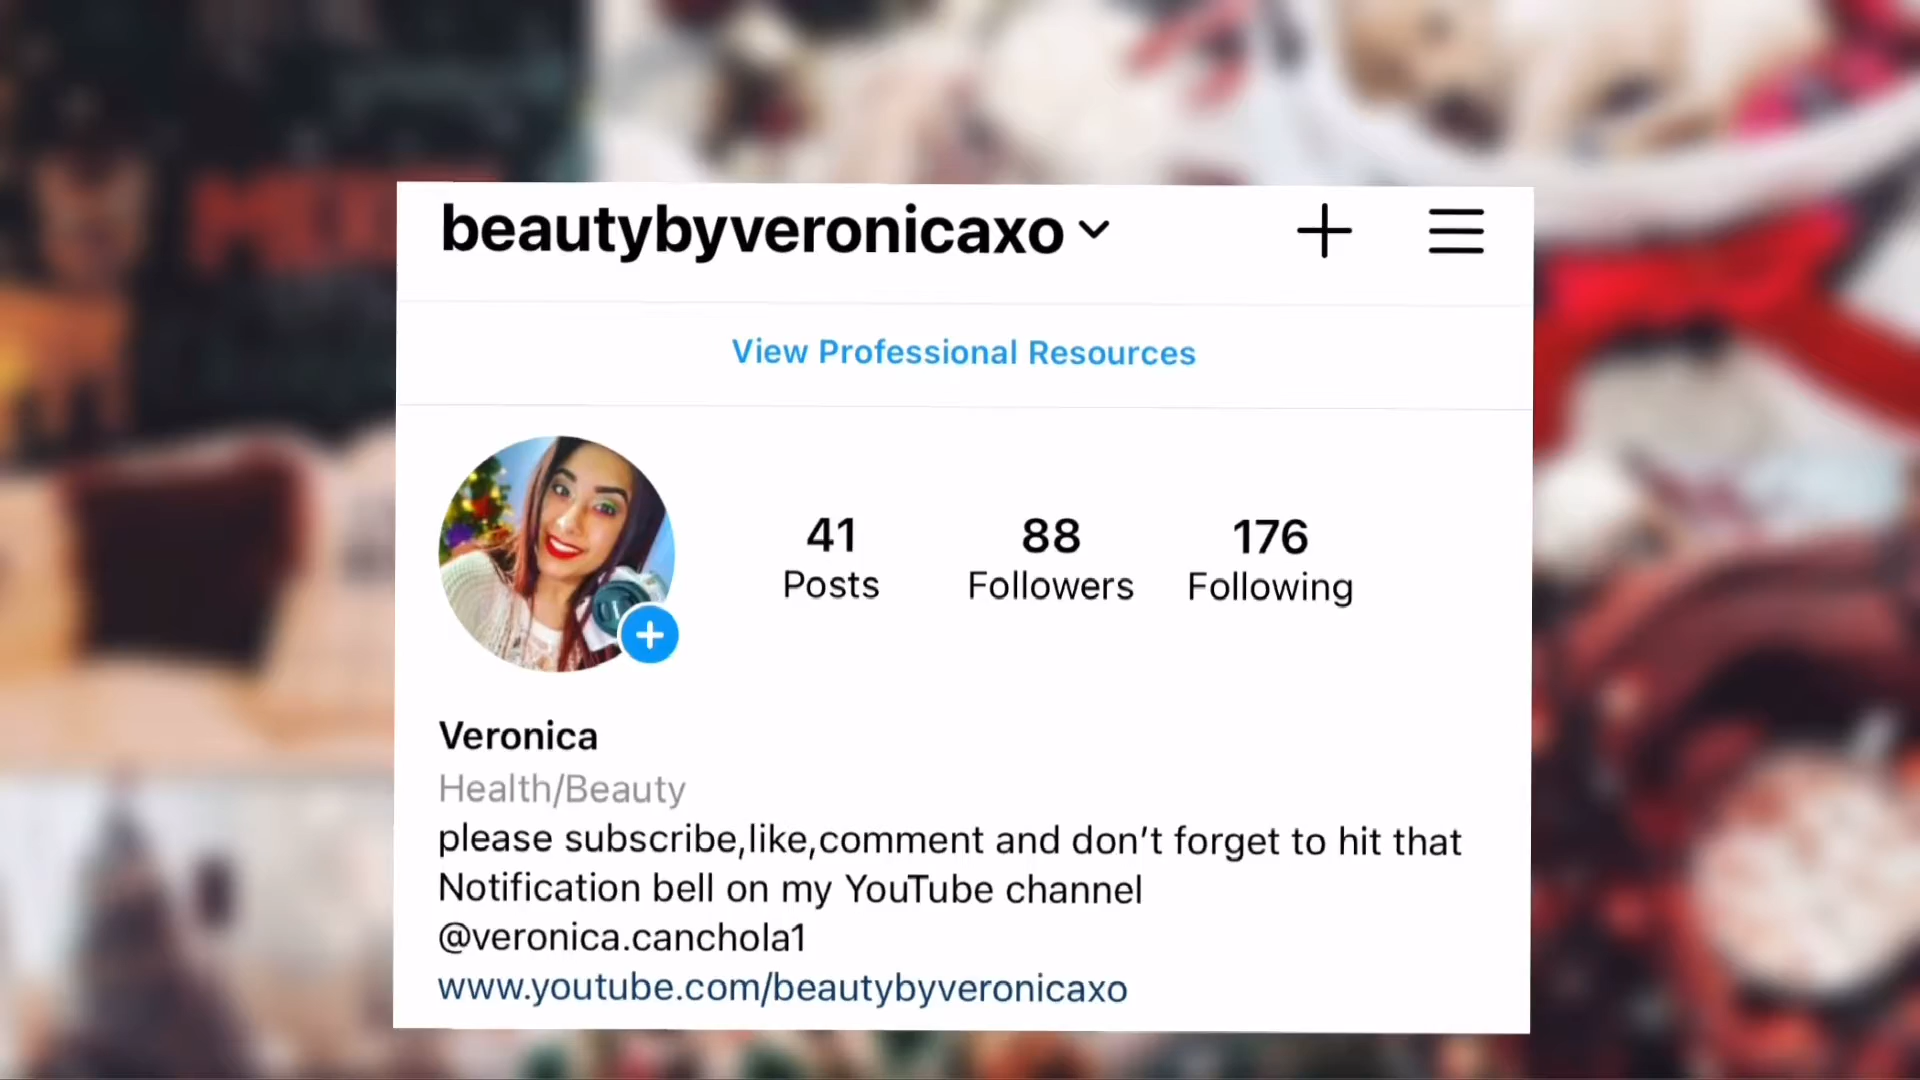 beautybyveronicaxo
View Professional Resources
41 88 176
Posts Followers Following
Veronica
Health/Beauty
please subscribe,like,comment and don’t forget to hit that
Notification bell on my YouTube channel
@veronica.canchola1
www.youtube.com/beautybyveronicaxo